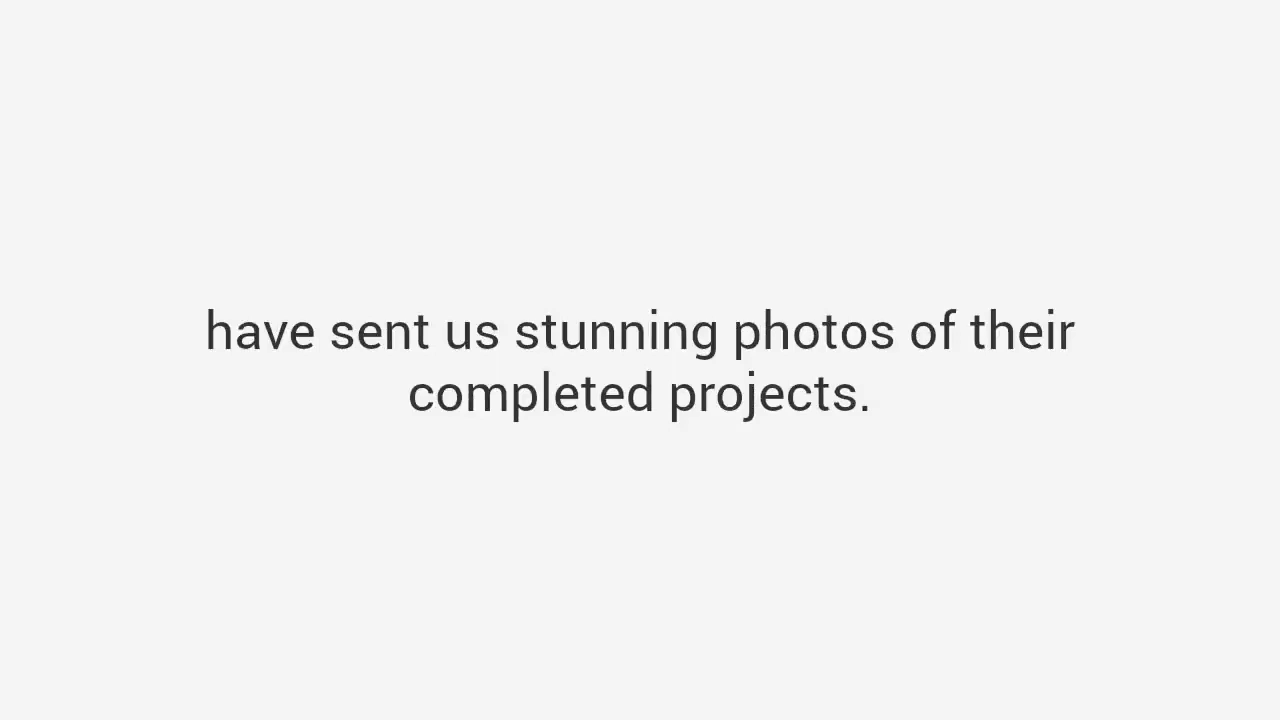 have sent us stunning photos of their
completed projects.